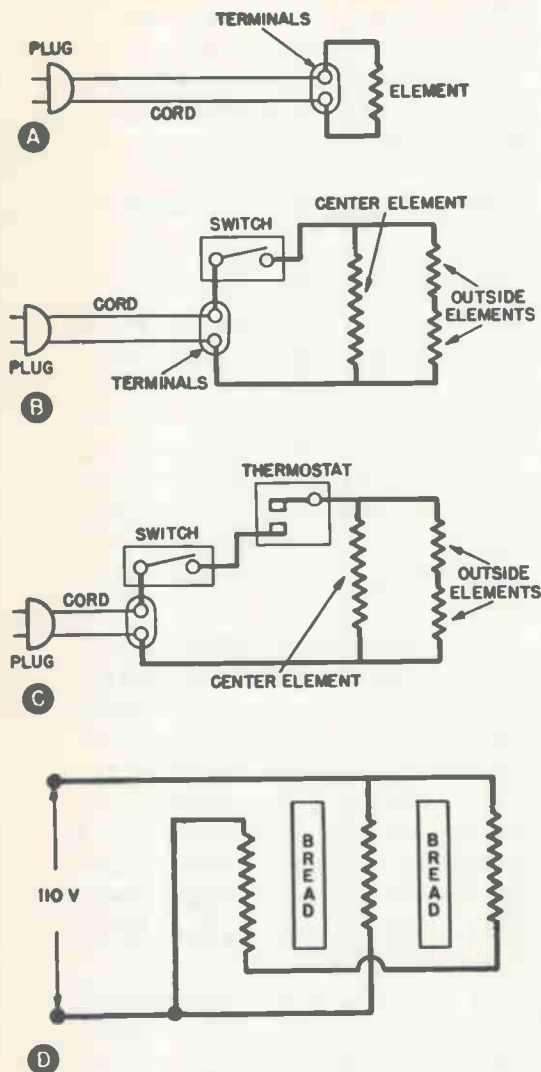 TERMINALS
PLUG
ELEMENT
CORD
A
CENTER ELEMENT
SWITCH
CORD
OUTSIDE
ELEMENTS
PLUG
TERMINALS
B
THERMOSTAT
SWITCH
CORD
OUTSIDE
ELEMENTS
PLUG
CENTER ELEMENT
C
BREAD
BREAD
110 V
D